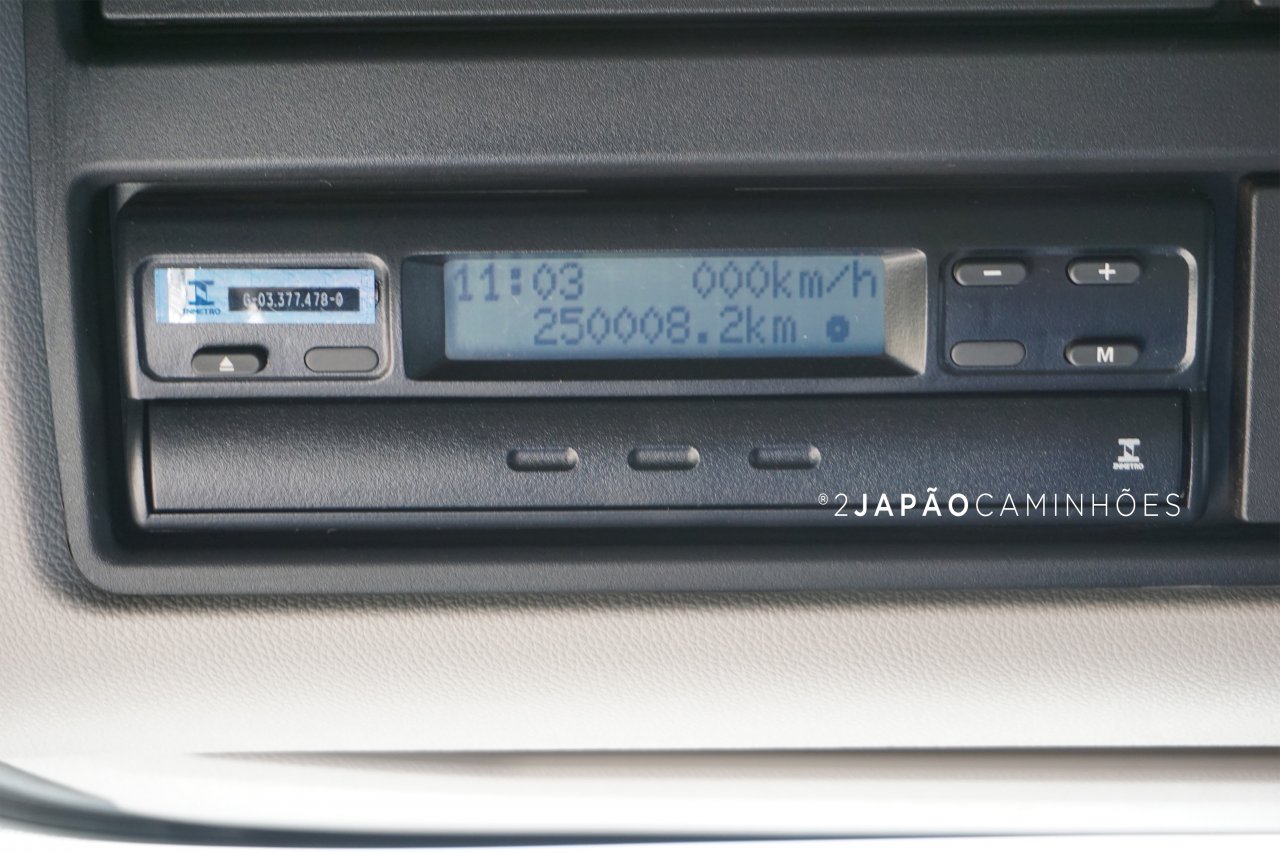 INMETRO
G-03.377.478-0
11:03 000km/h
250008.2km
- +
M
INMETRO
®2JAPÃOCAMINHÕES